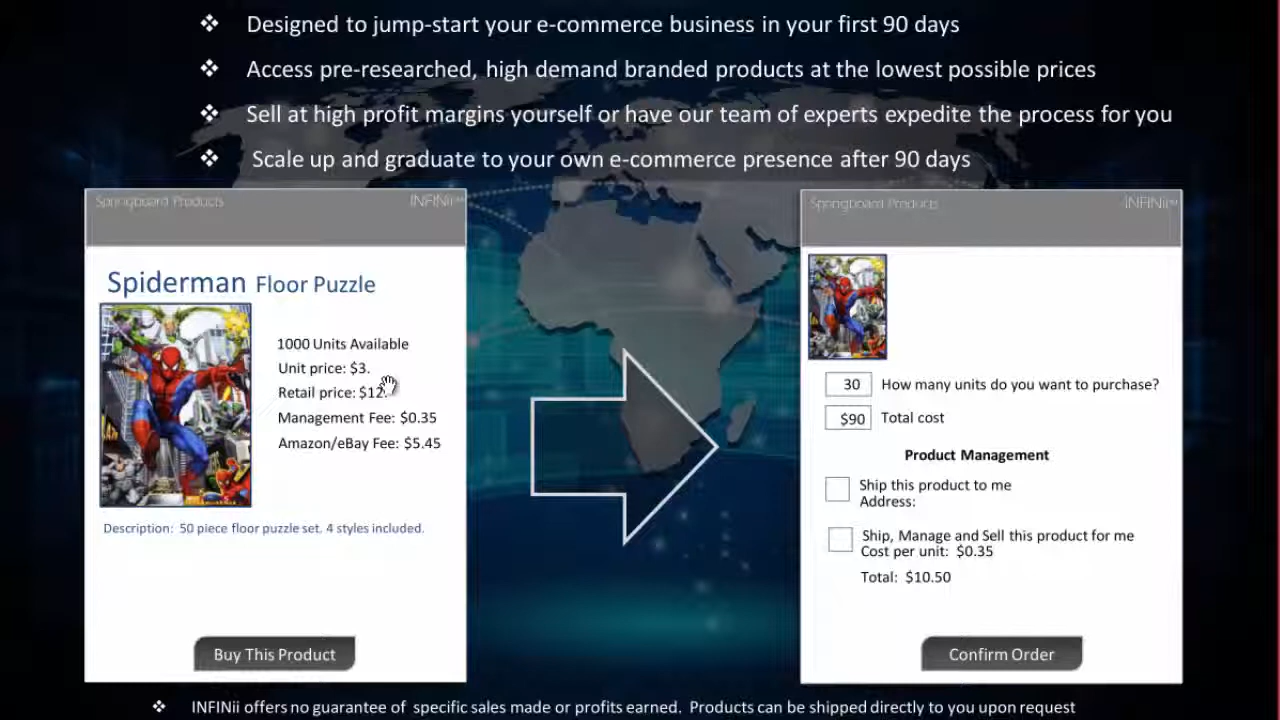 ❖ Designed to jump-start your e-commerce business in your first 90 days
❖ Access pre-researched, high demand branded products at the lowest possible prices
❖ Sell at high profit margins yourself or have our team of experts expedite the process for you
❖ Scale up and graduate to your own e-commerce presence after 90 days
Springboard Products INFINii™
Spiderman Floor Puzzle
1000 Units Available
Unit price: $3.
Retail price: $12.
Management Fee: $0.35
Amazon/eBay Fee: $5.45
Description: 50 piece floor puzzle set. 4 styles included.
Buy This Product
Springboard Products INFINii™
30 How many units do you want to purchase?
$90 Total cost
Product Management
Ship this product to me
Address:
Ship, Manage and Sell this product for me
Cost per unit: $0.35
Total: $10.50
Confirm Order
❖ INFINii offers no guarantee of specific sales made or profits earned. Products can be shipped directly to you upon request